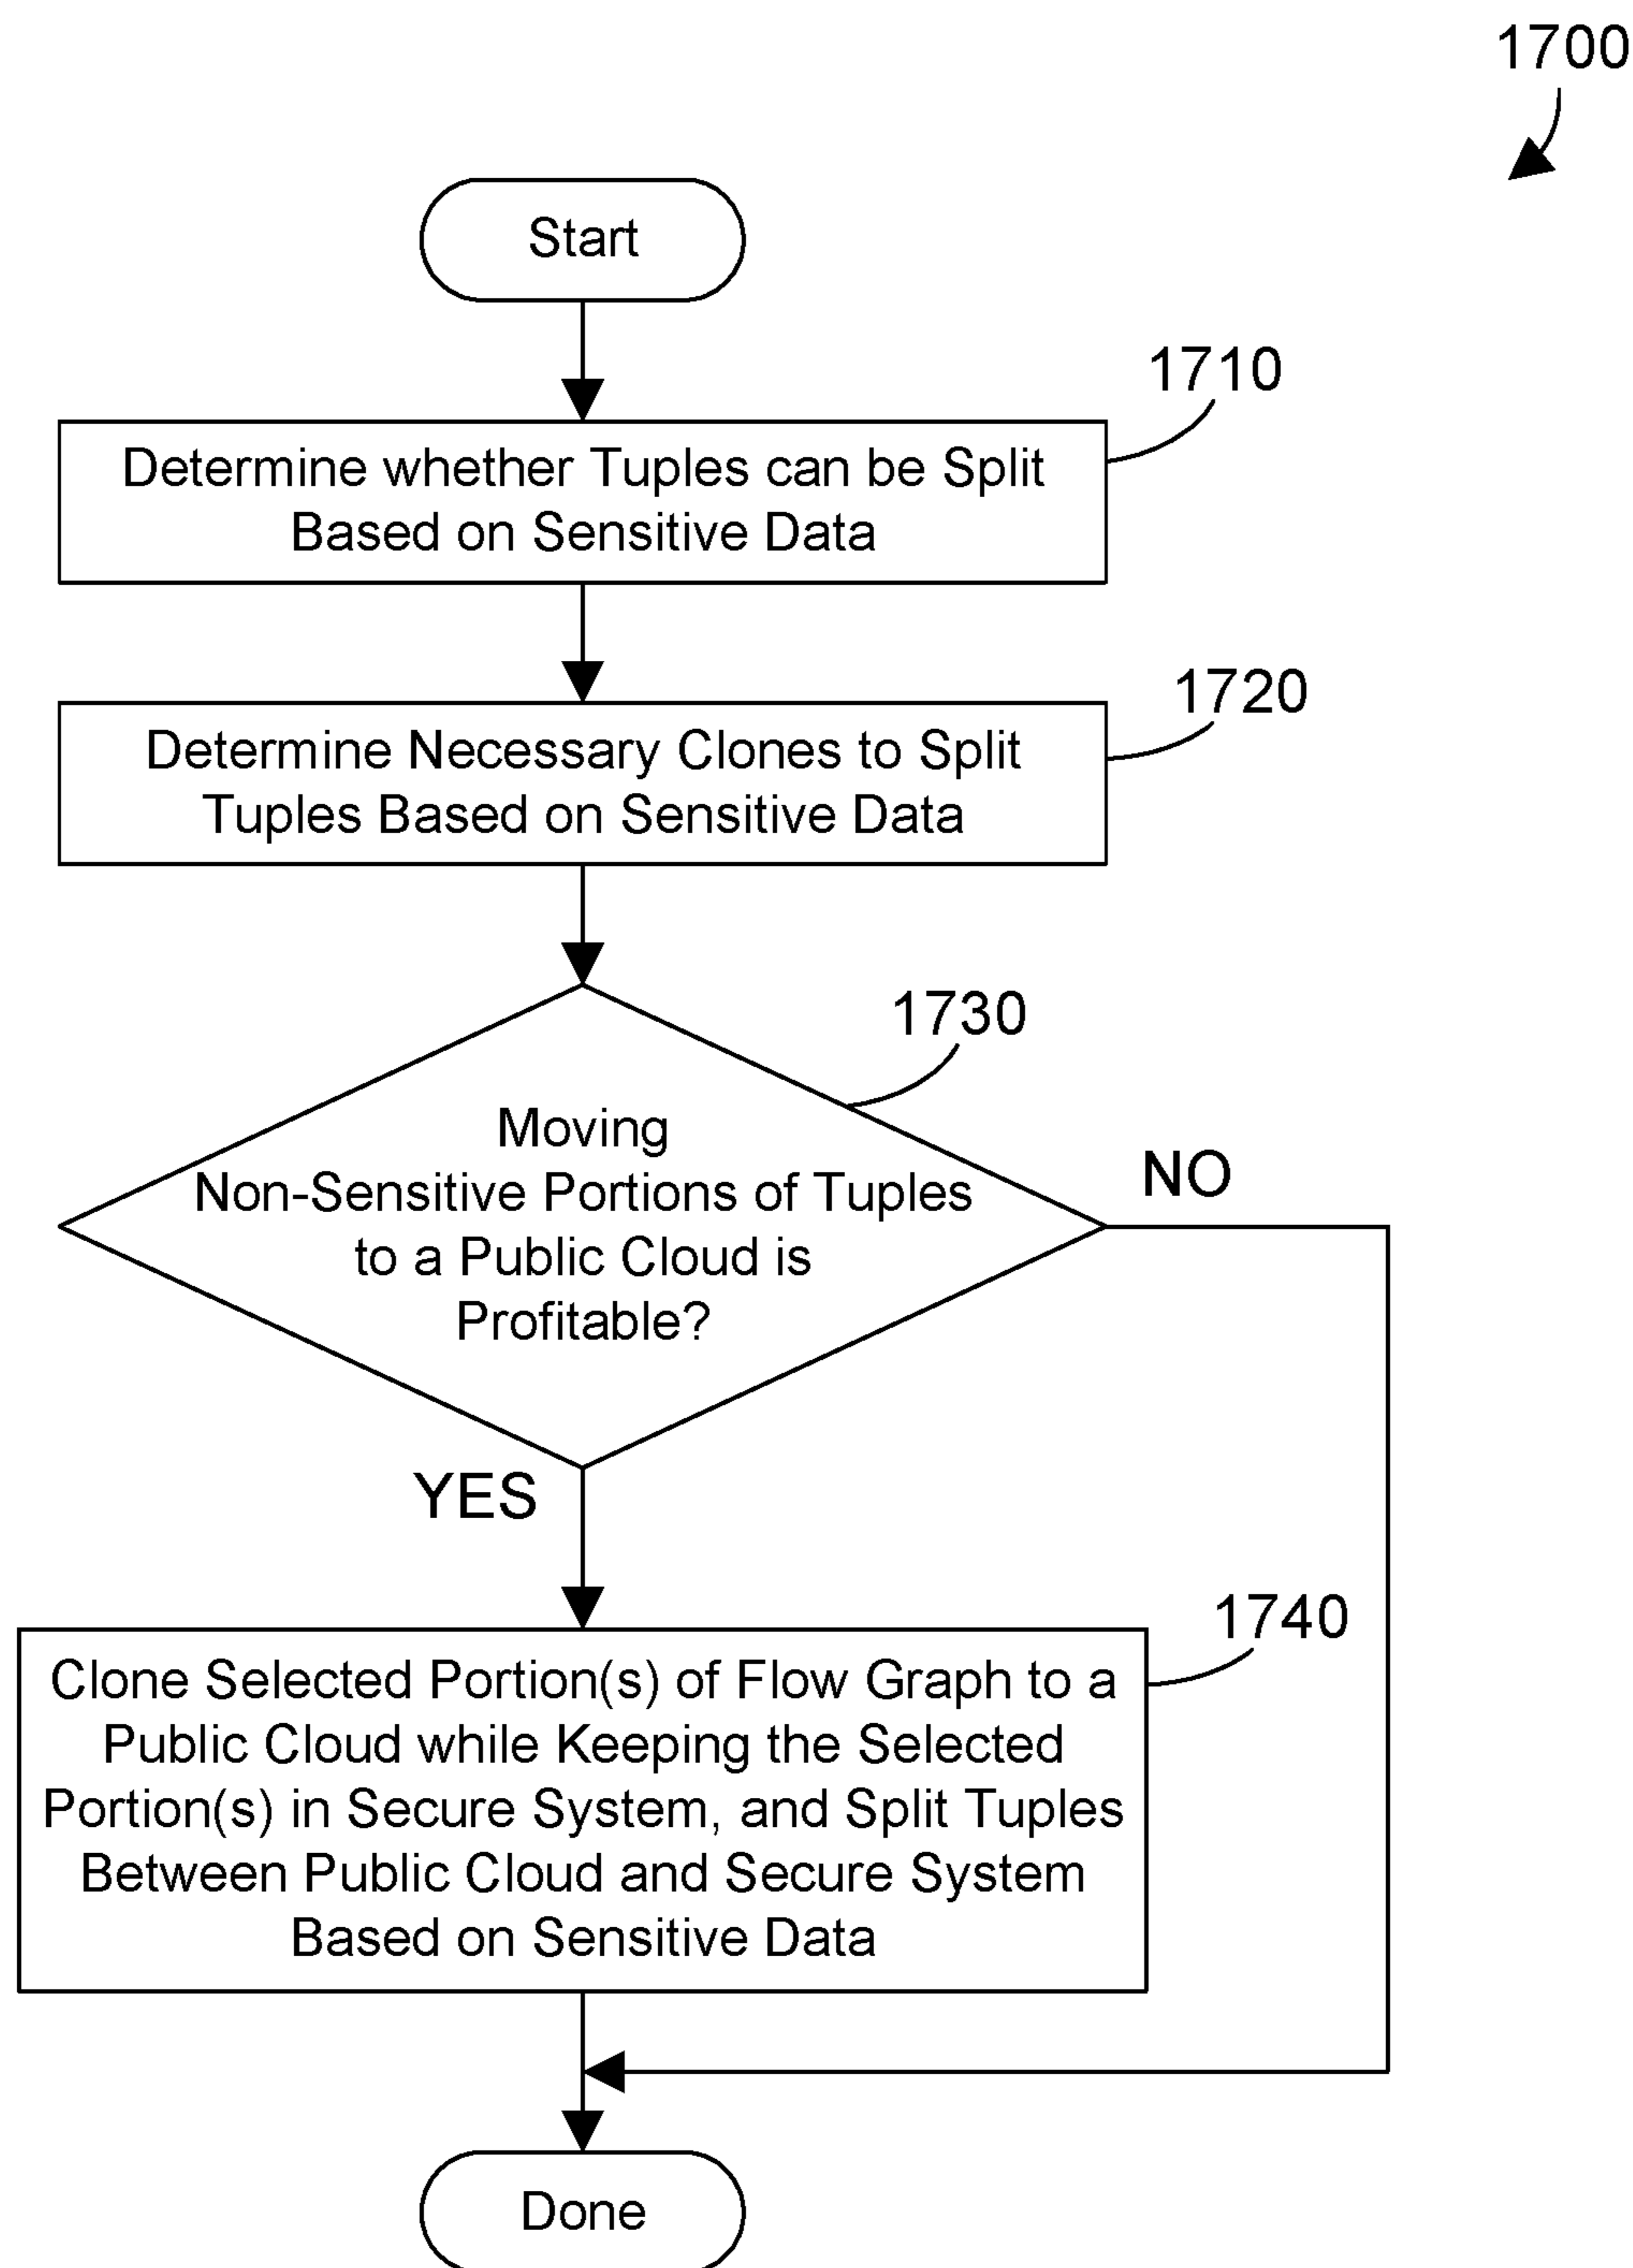 1700
Start
1710
Determine whether Tuples can be Split
Based on Sensitive Data
1720
Determine Necessary Clones to Split
Tuples Based on Sensitive Data
1730
Moving
Non-Sensitive Portions of Tuples
to a Public Cloud is
Profitable?
NO
YES
1740
Clone Selected Portion(s) of Flow Graph to a
Public Cloud while Keeping the Selected
Portion(s) in Secure System, and Split Tuples
Between Public Cloud and Secure System
Based on Sensitive Data
Done